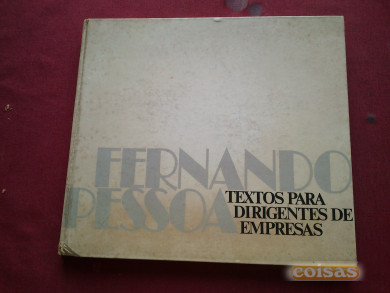 FERNANDO
PESSOA
TEXTOS PARA
DIRIGENTES DE
EMPRESAS
coisas